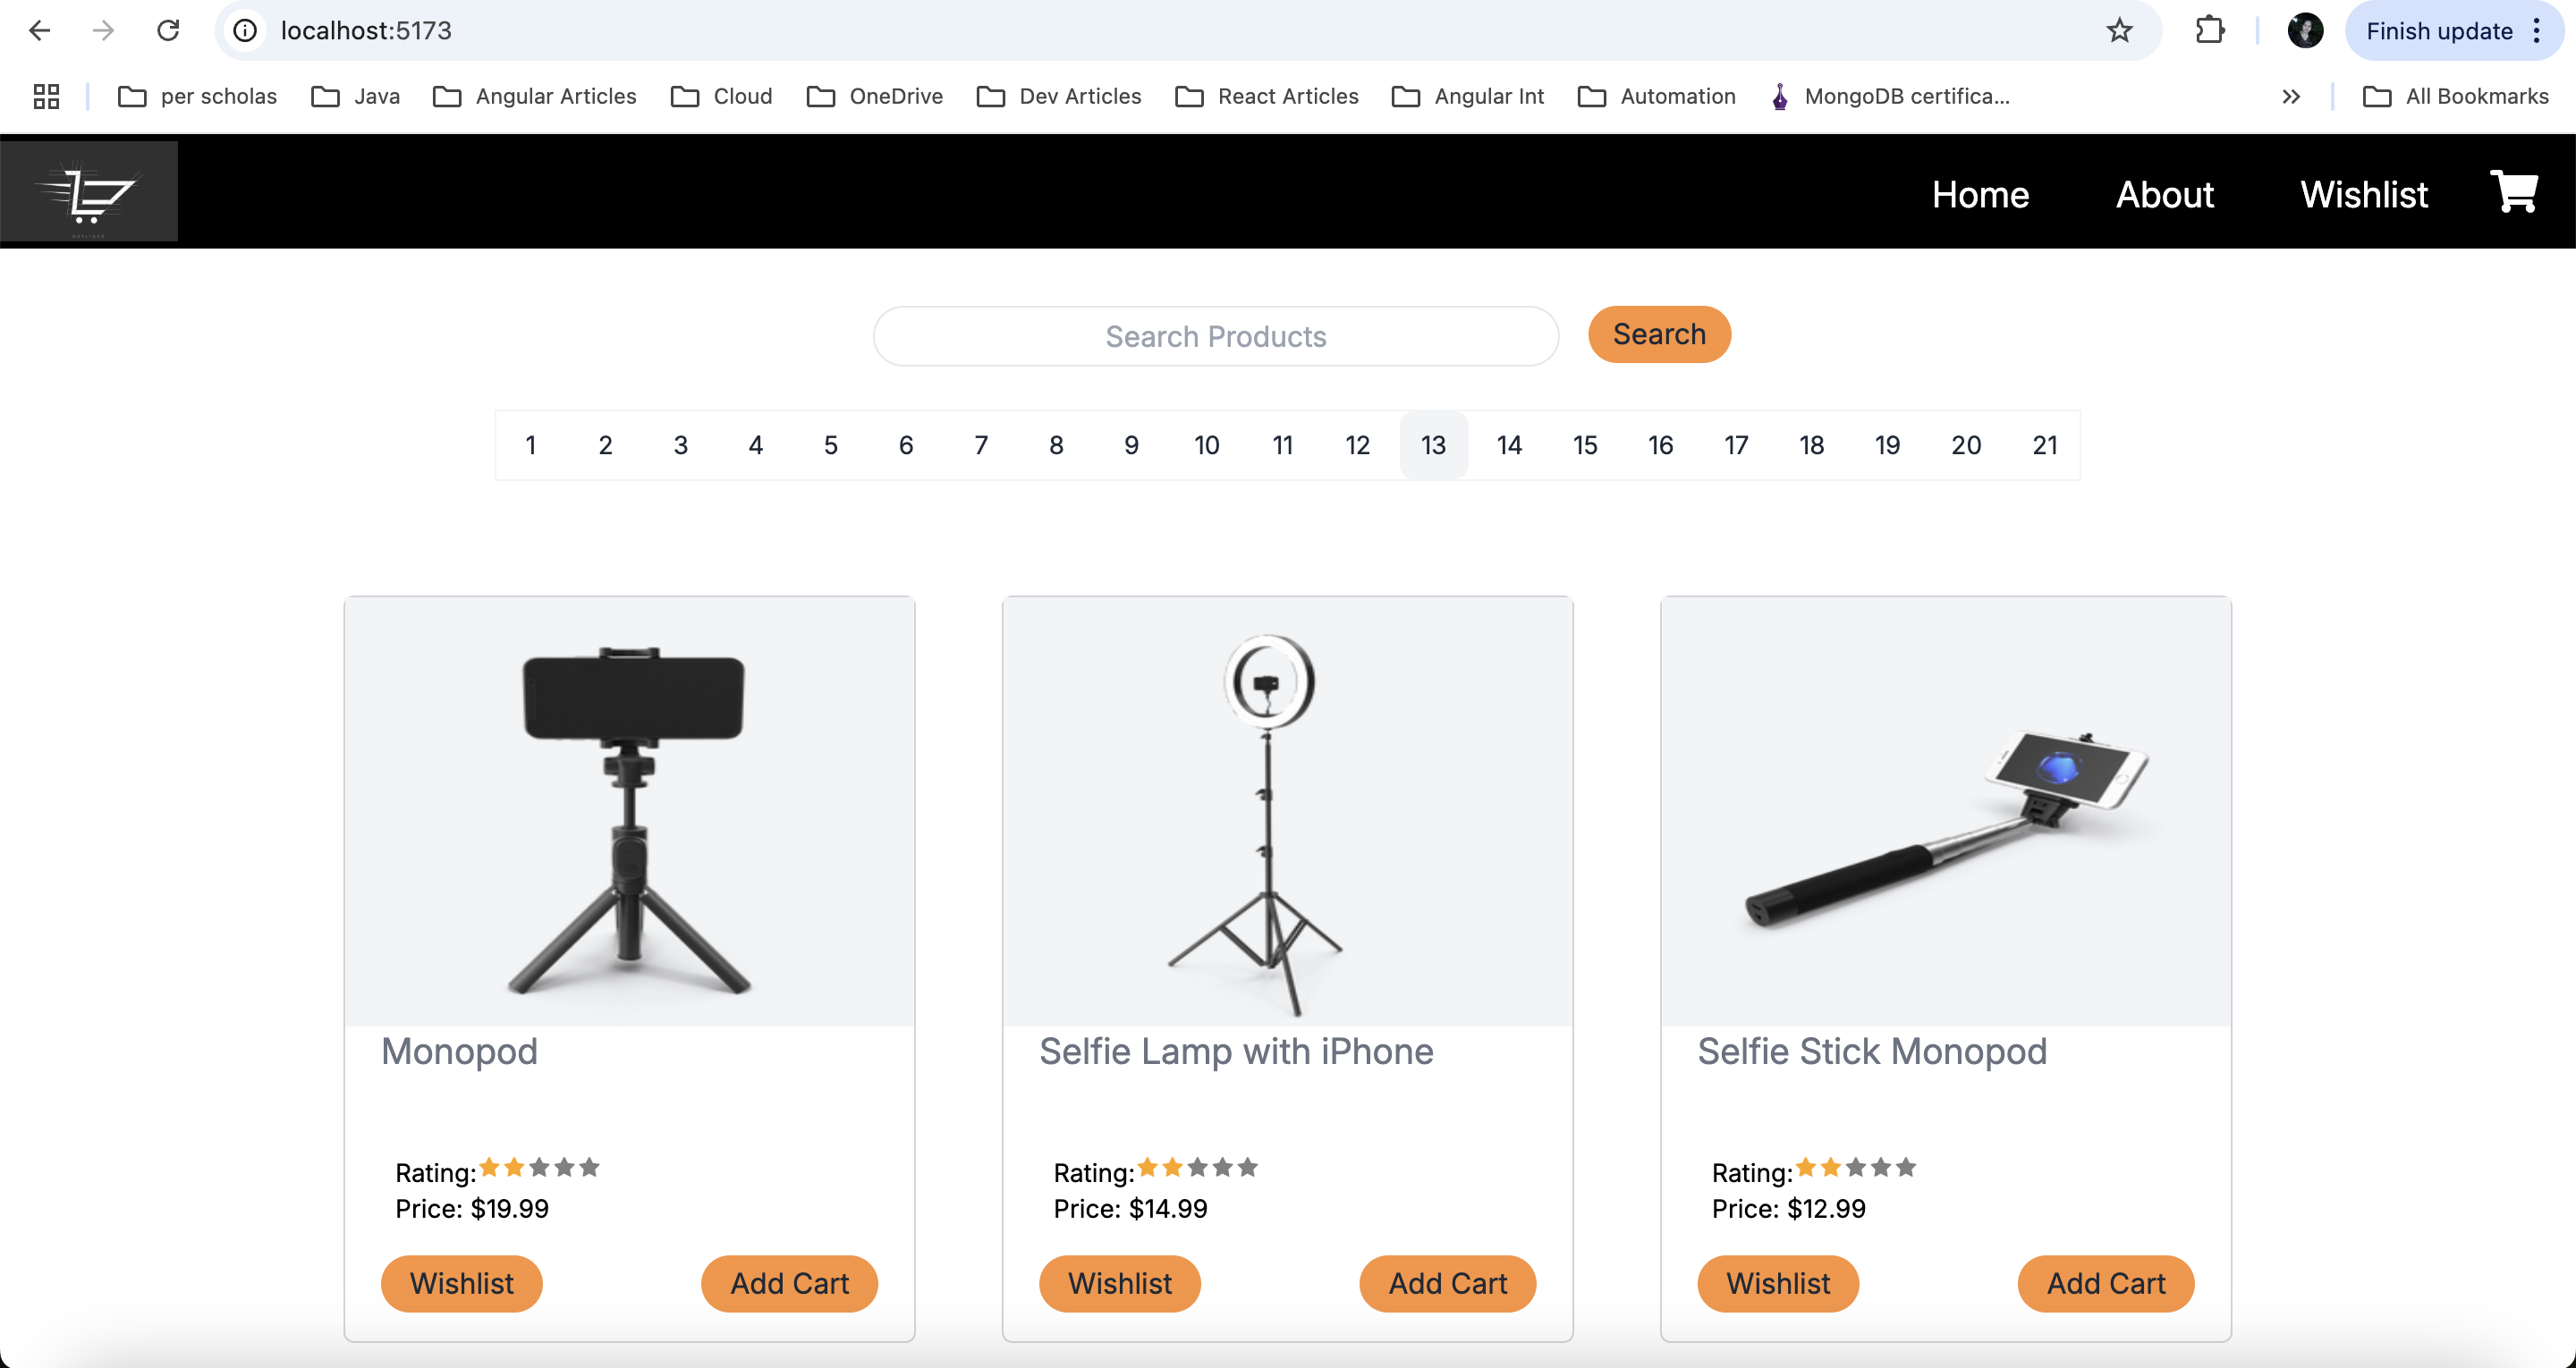 localhost:5173
Finish update
per scholas Java Angular Articles Cloud OneDrive Dev Articles React Articles Angular Int Automation MongoDB certifica... All Bookmarks
Home About Wishlist
Search Products Search
1 2 3 4 5 6 7 8 9 10 11 12 13 14 15 16 17 18 19 20 21
Monopod
Rating:
Price: $19.99
Wishlist Add Cart
Selfie Lamp with iPhone
Rating:
Price: $14.99
Wishlist Add Cart
Selfie Stick Monopod
Rating:
Price: $12.99
Wishlist Add Cart